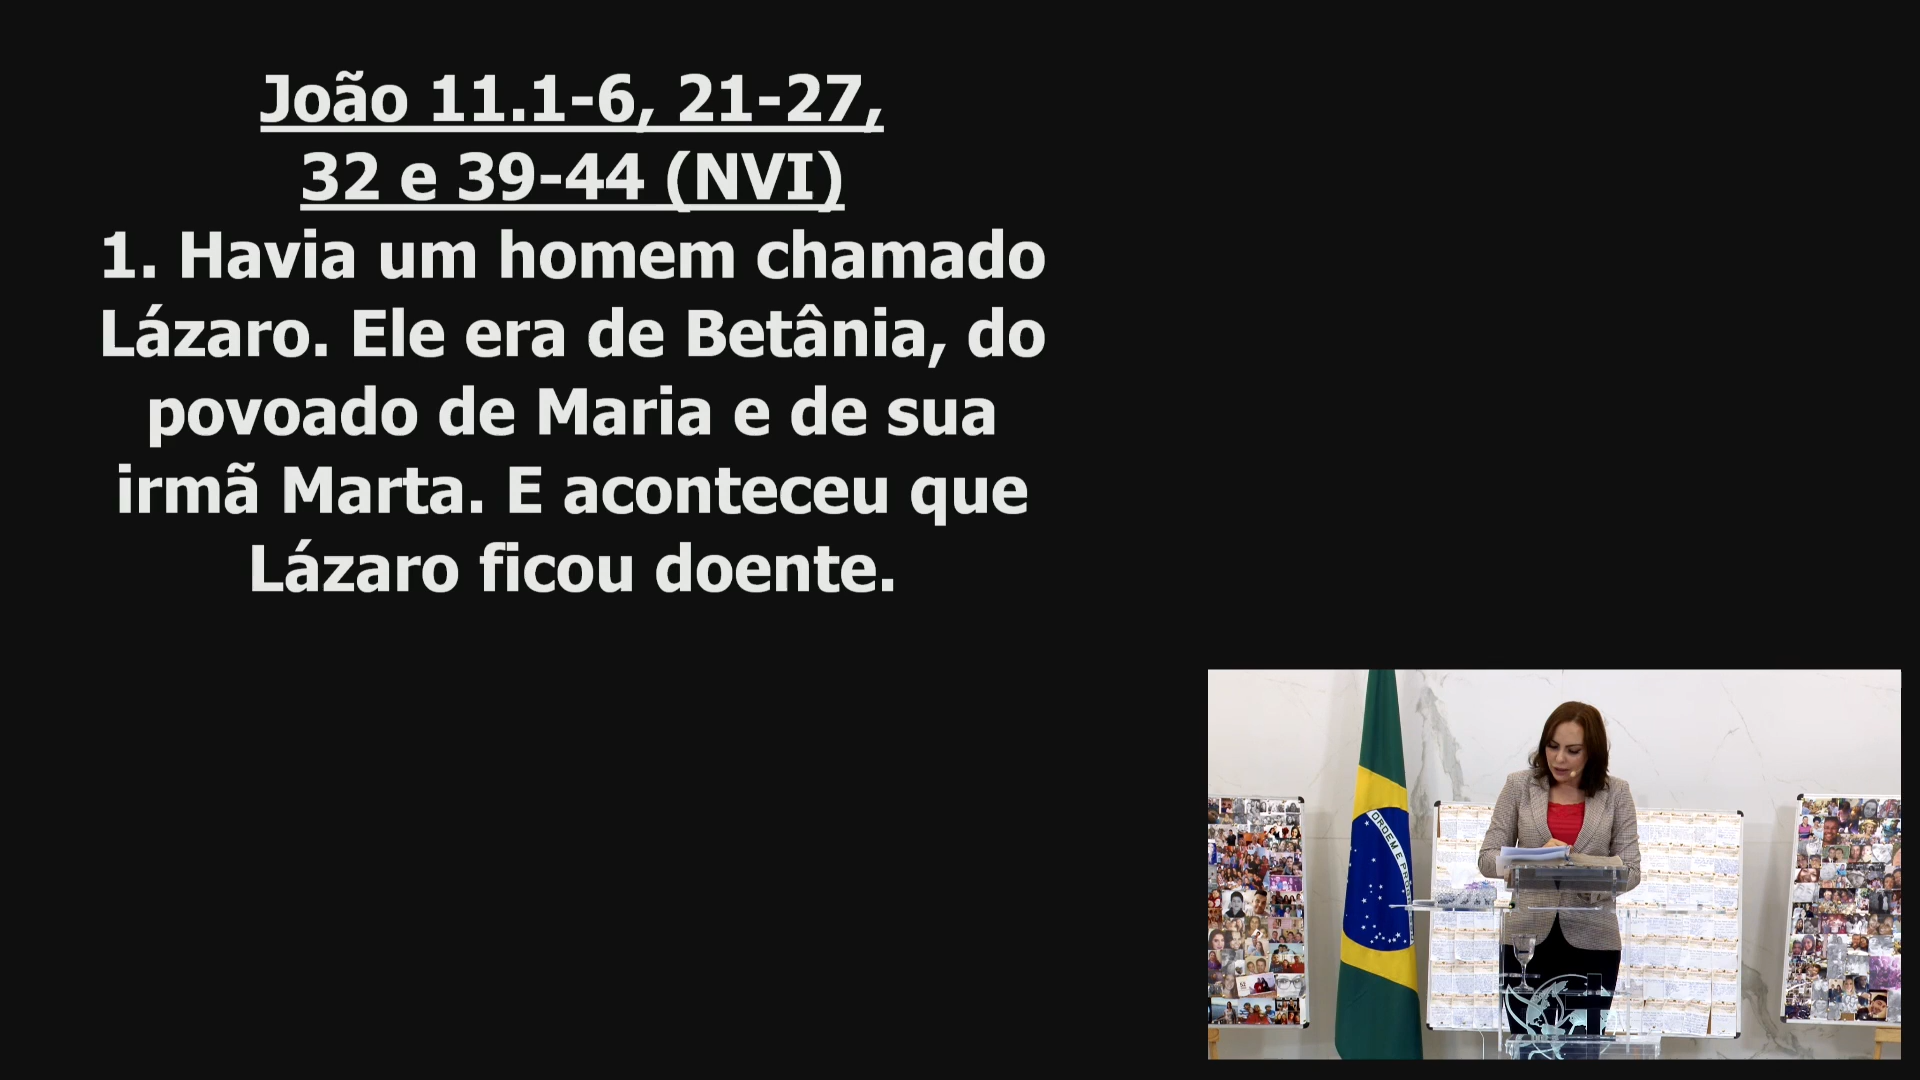 João 11.1-6, 21-27,
32 e 39-44 (NVI)
1. Havia um homem chamado
Lázaro. Ele era de Betânia, do
povoado de Maria e de sua
irmã Marta. E aconteceu que
Lázaro ficou doente.
ORDEM E